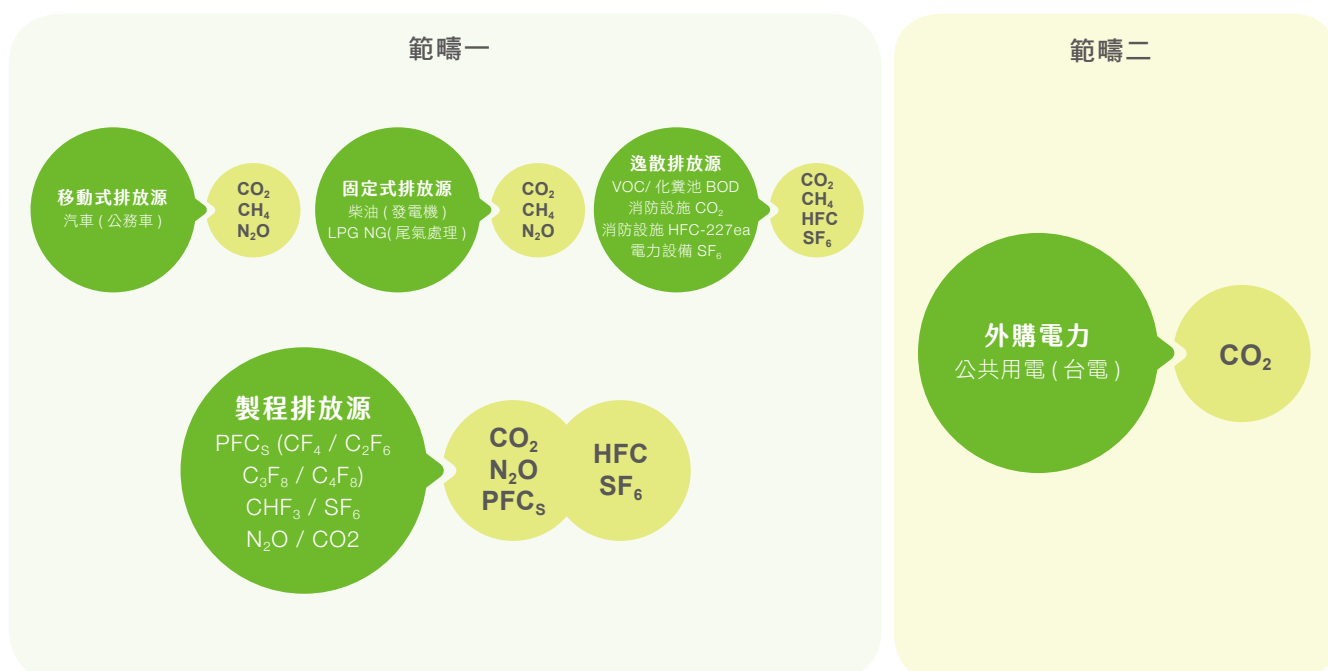 範疇一
移動式排放源
汽車 ( 公務車 )
CO₂
CH₄
N₂O
固定式排放源
柴油 ( 發電機 )
LPG NG( 尾氣處理 )
CO₂
CH₄
N₂O
逸散排放源
VOC/ 化糞池 BOD
消防設施 CO₂
消防設施 HFC-227ea
電力設備 SF₆
CO₂
CH₄
HFC
SF₆
製程排放源
PFCₛ (CF₄ / C₂F₆
C₃F₈ / C₄F₈)
CHF₃ / SF₆
N₂O / CO2
CO₂
N₂O
PFCₛ
HFC
SF₆
範疇二
外購電力
公共用電 ( 台電 )
CO₂